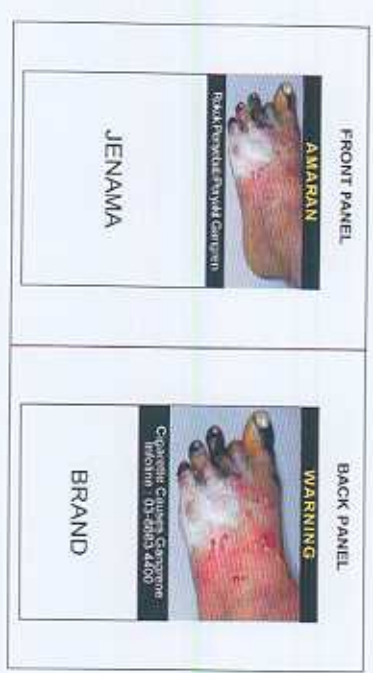 FRONT PANEL
AMARAN
Rokok Penyebab Penyakit Gangren
JENAMA
BACK PANEL
WARNING
Cigarette Causes Gangrene
Infoline : 03-8883 4400
BRAND